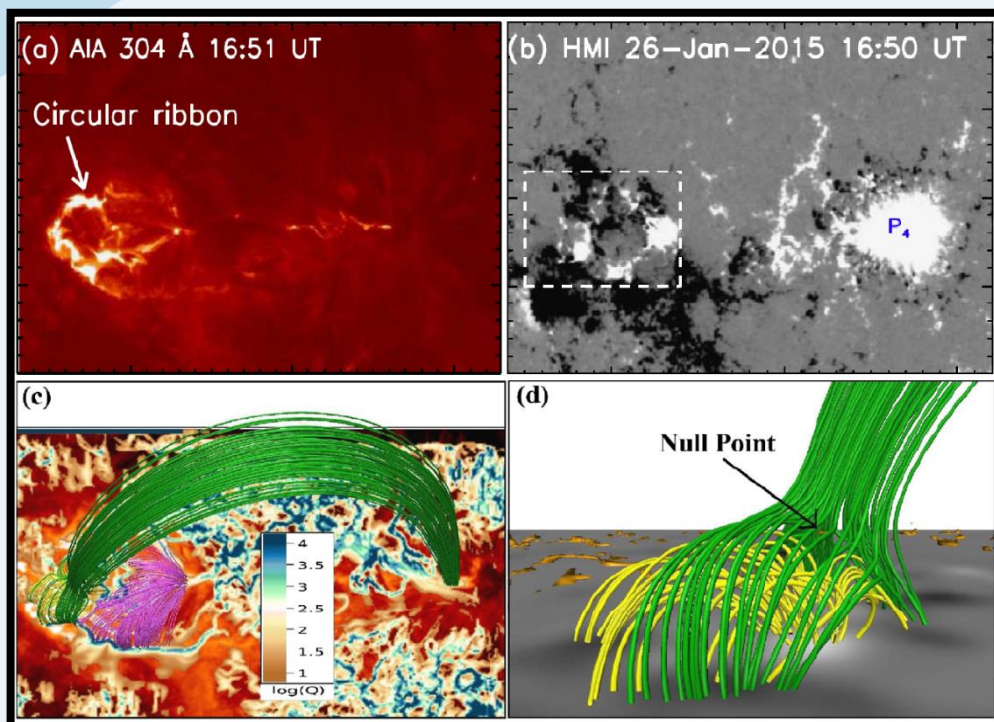 (a) AIA 304 Å 16:51 UT
Circular ribbon
(b) HMI 26-Jan-2015 16:50 UT
P₄
(c)
4
3.5
3
2.5
2
1.5
1
log(Q)
(d)
Null Point